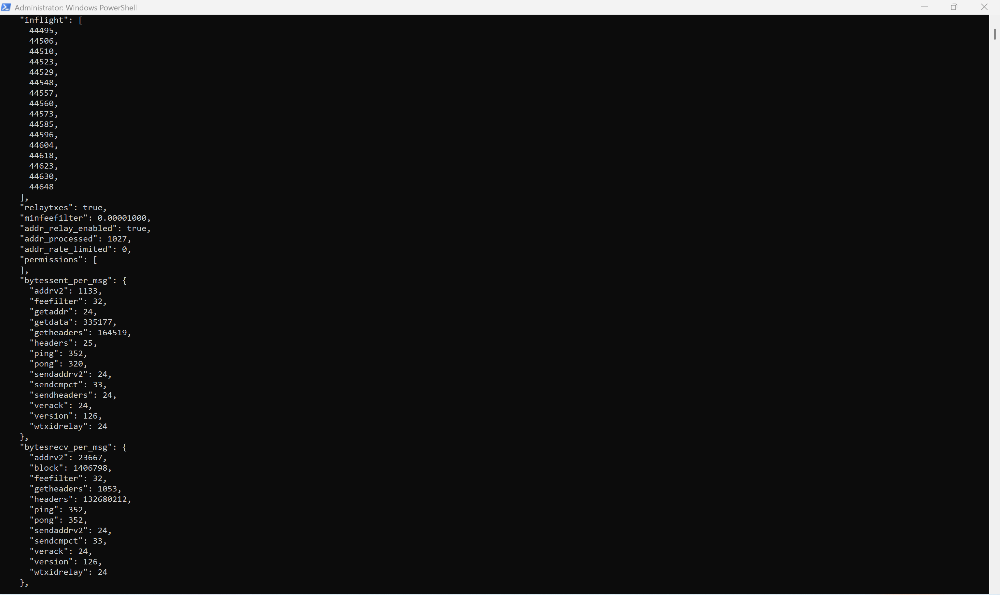 Administrator: Windows PowerShell
"inflight": [
44495,
44506,
44510,
44523,
44529,
44548,
44557,
44560,
44573,
44585,
44596,
44604,
44618,
44623,
44630,
44648
],
"relaytxes": true,
"minfeefilter": 0.00001000,
"addr_relay_enabled": true,
"addr_processed": 1027,
"addr_rate_limited": 0,
"permissions": [
],
"bytessent_per_msg": {
"addrv2": 1133,
"feefilter": 32,
"getaddr": 24,
"getdata": 335177,
"getheaders": 164519,
"headers": 25,
"ping": 352,
"pong": 320,
"sendaddrv2": 24,
"sendcmpct": 33,
"sendheaders": 24,
"verack": 24,
"version": 126,
"wtxidrelay": 24
},
"bytesrecv_per_msg": {
"addrv2": 23667,
"block": 1406798,
"feefilter": 32,
"getheaders": 1053,
"headers": 132680212,
"ping": 352,
"pong": 352,
"sendaddrv2": 24,
"sendcmpct": 33,
"verack": 24,
"version": 126,
"wtxidrelay": 24
},